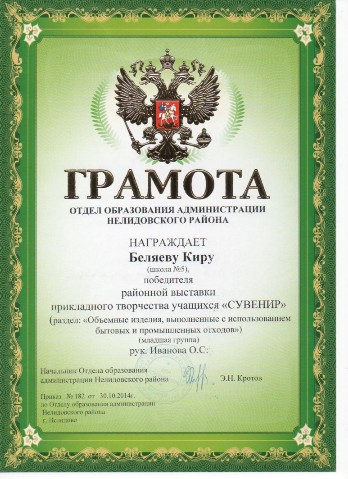 ГРАМОТА
ОТДЕЛ ОБРАЗОВАНИЯ АДМИНИСТРАЦИИ
НЕЛИДОВСКОГО РАЙОНА
НАГРАЖДАЕТ
Беляеву Киру
(школа №5),
победителя
районной выставки
прикладного творчества учащихся «СУВЕНИР»
(раздел: «Объемные изделия, выполненные с использованием
бытовых и промышленных отходов»)
(младшая группа)
рук. Иванова О.С:
Начальник Отдела образования
администрации Нелидовского района
Э.Н. Кротов
Приказ № 182 от 30.10.2014г.
по Отделу образования администрации
Нелидовского района
г. Нелидово